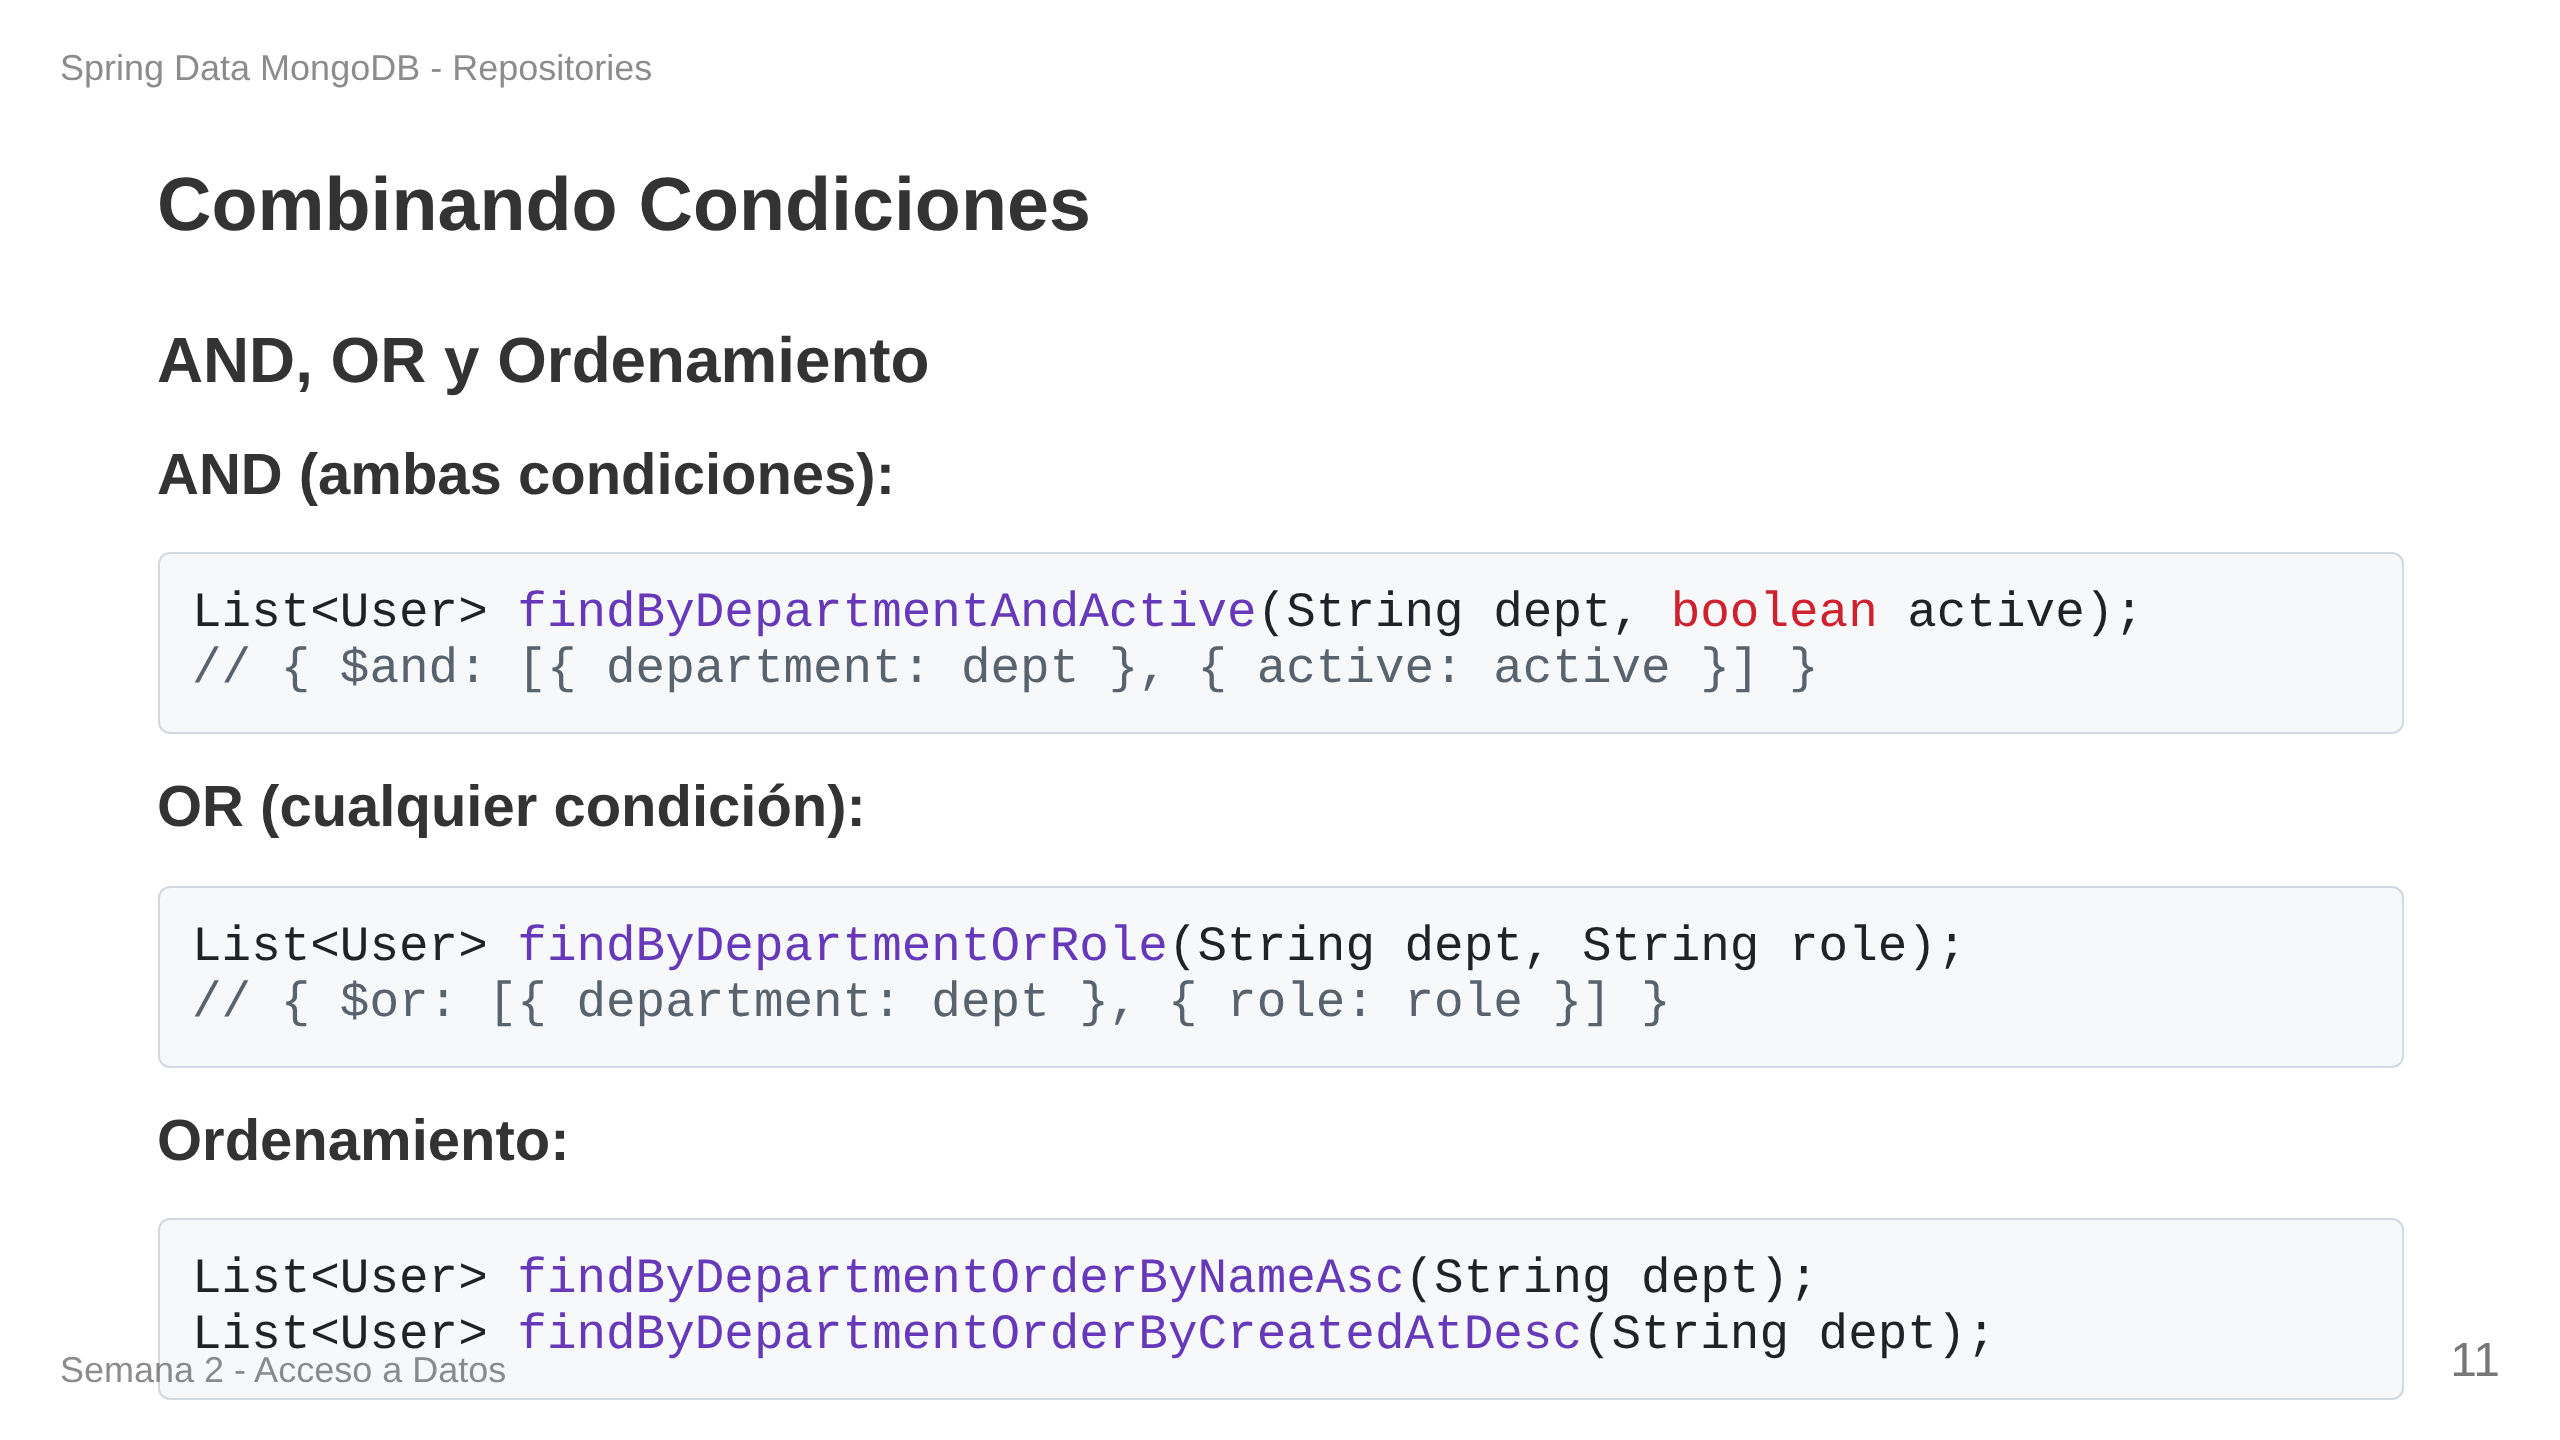 Spring Data MongoDB - Repositories
Combinando Condiciones
AND, OR y Ordenamiento
AND (ambas condiciones):
List<User> findByDepartmentAndActive(String dept, boolean active);
// { $and: [{ department: dept }, { active: active }] }
OR (cualquier condición):
List<User> findByDepartmentOrRole(String dept, String role);
// { $or: [{ department: dept }, { role: role }] }
Ordenamiento:
List<User> findByDepartmentOrderByNameAsc(String dept);
List<User> findByDepartmentOrderByCreatedAtDesc(String dept);
Semana 2 - Acceso a Datos
11